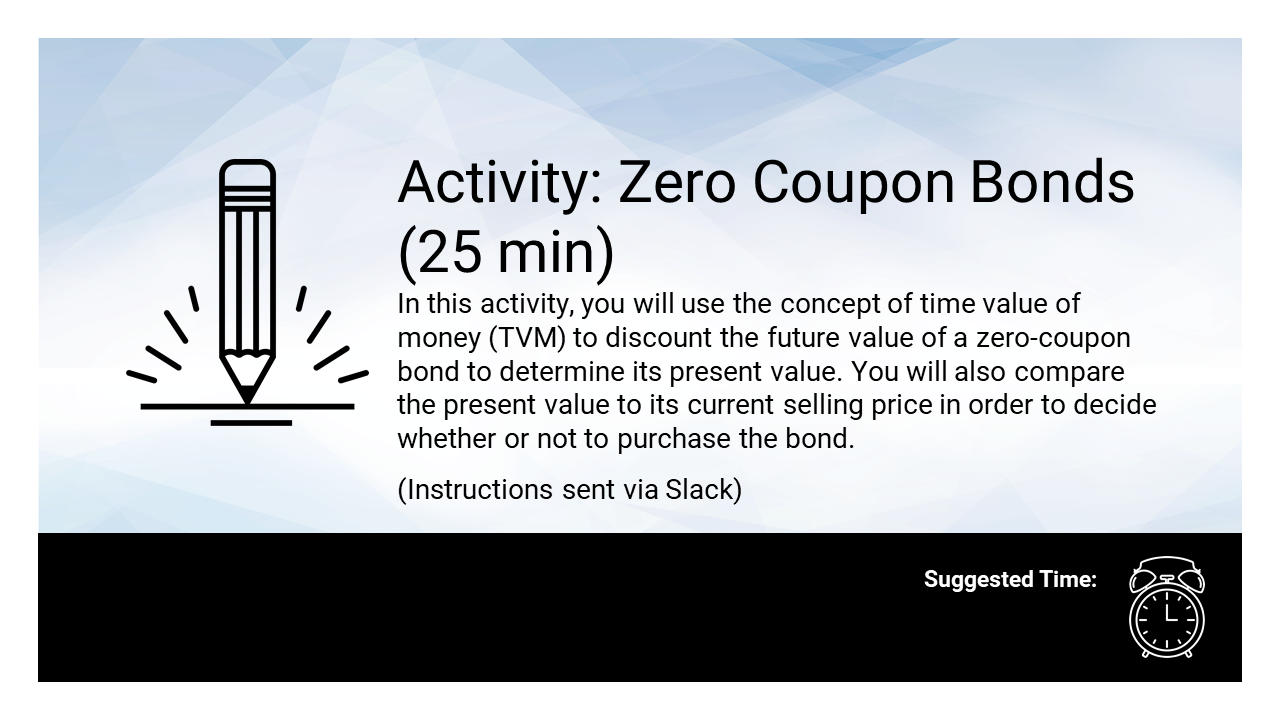 Activity: Zero Coupon Bonds
(25 min)
In this activity, you will use the concept of time value of
money (TVM) to discount the future value of a zero-coupon
bond to determine its present value. You will also compare
the present value to its current selling price in order to decide
whether or not to purchase the bond.
(Instructions sent via Slack)
Suggested Time: